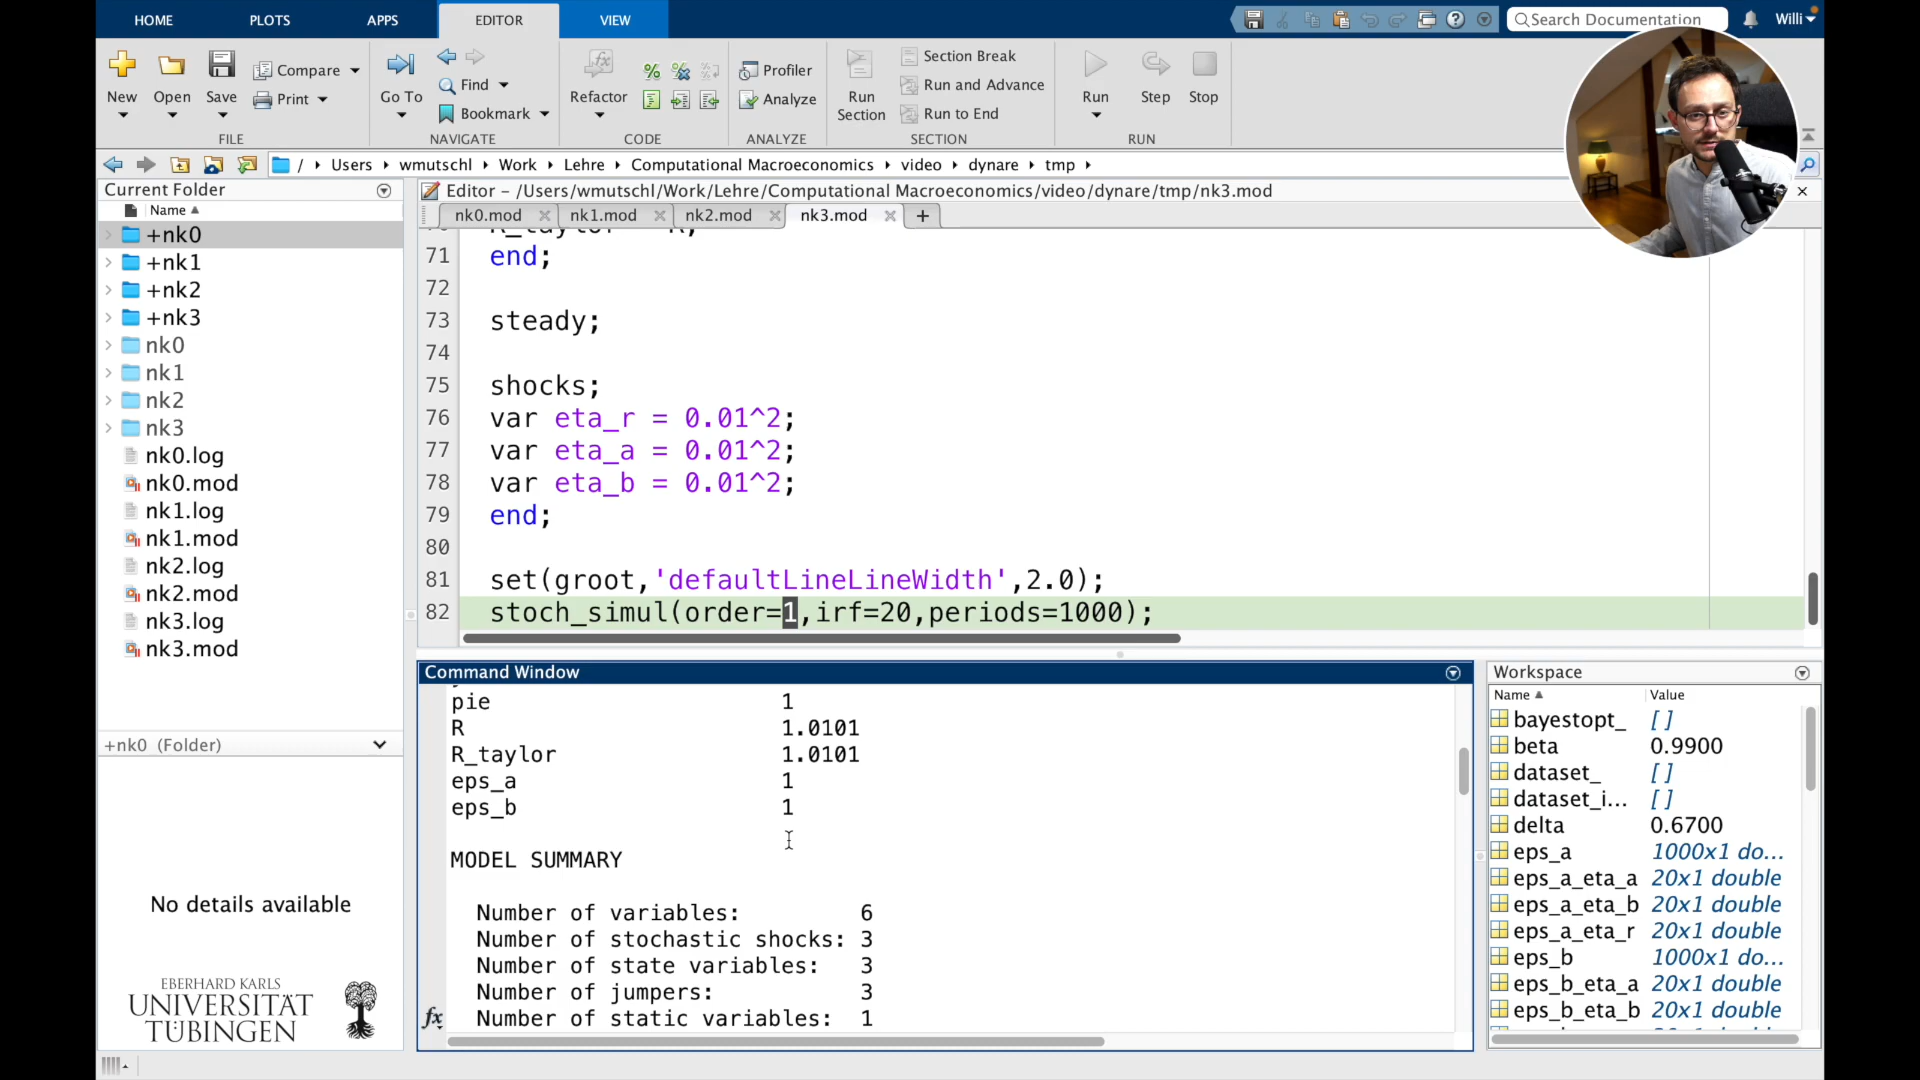 HOME PLOTS APPS EDITOR VIEW
Search Documentation
Willi
New
Open
Save
Compare
Print
FILE
Go To
Find
Bookmark
NAVIGATE
Refactor
CODE
Profiler
Analyze
ANALYZE
Run
Section
Section Break
Run and Advance
Run to End
SECTION
Run
Step
Stop
RUN
/ Users wmutschl Work Lehre Computational Macroeconomics video dynare tmp
Current Folder
Name
+nk0
+nk1
+nk2
+nk3
nk0
nk1
nk2
nk3
nk0.log
nk0.mod
nk1.log
nk1.mod
nk2.log
nk2.mod
nk3.log
nk3.mod
+nk0 (Folder)
No details available
EBERHARD KARLS
UNIVERSITÄT
TÜBINGEN
Editor - /Users/wmutschl/Work/Lehre/Computational Macroeconomics/video/dynare/tmp/nk3.mod
nk0.mod nk1.mod nk2.mod nk3.mod
71 end;
72
73 steady;
74
75 shocks;
76 var eta_r = 0.01^2;
77 var eta_a = 0.01^2;
78 var eta_b = 0.01^2;
79 end;
80
81 set(groot,'defaultLineLineWidth',2.0);
82 stoch_simul(order=1,irf=20,periods=1000);
Command Window
pie 1
R 1.0101
R_taylor 1.0101
eps_a 1
eps_b 1
MODEL SUMMARY
Number of variables: 6
Number of stochastic shocks: 3
Number of state variables: 3
Number of jumpers: 3
Number of static variables: 1
fx
Workspace
Name Value
bayestopt_ []
beta 0.9900
dataset_ []
dataset_i... []
delta 0.6700
eps_a 1000x1 do...
eps_a_eta_a 20x1 double
eps_a_eta_b 20x1 double
eps_a_eta_r 20x1 double
eps_b 1000x1 do...
eps_b_eta_a 20x1 double
eps_b_eta_b 20x1 double